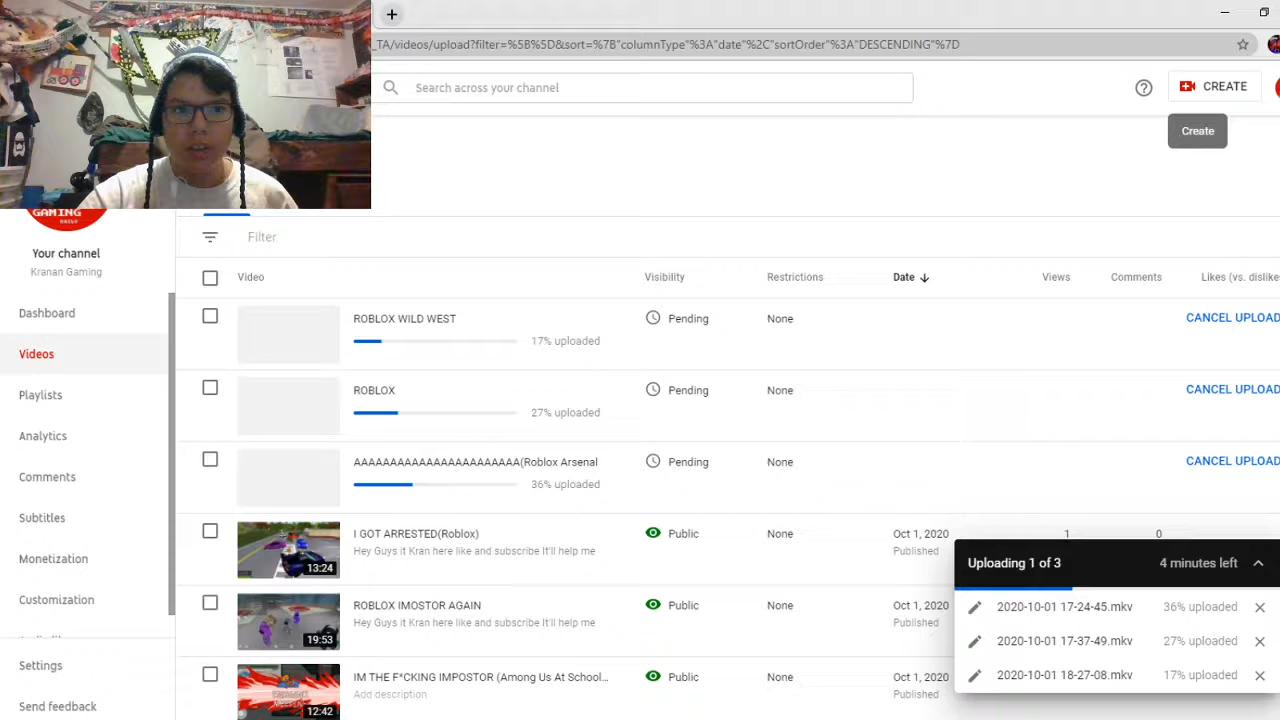 _TA/videos/upload?filter=%5B%5D&sort=%7B"columnType"%3A"date"%2C"sortOrder"%3A"DESCENDING"%7D
Search across your channel
CREATE
Create
GAMING
Your channel
Kranan Gaming
Dashboard
Videos
Playlists
Analytics
Comments
Subtitles
Monetization
Customization
Settings
Send feedback
Filter
Video Visibility Restrictions Date Views Comments Likes (vs. dislike
ROBLOX WILD WEST Pending None CANCEL UPLOAD
17% uploaded
ROBLOX Pending None CANCEL UPLOAD
27% uploaded
AAAAAAAAAAAAAAAAAAAAAAA(Roblox Arsenal Pending None CANCEL UPLOAD
36% uploaded
I GOT ARRESTED(Roblox) Public None Oct 1, 2020 1 0
Hey Guys it Kran here like and subscribe It'll help me Published
13:24
ROBLOX IMOSTOR AGAIN Public None Oct 1, 2020
Hey Guys it Kran here like and subscribe It'll help me Published
19:53
IM THE F*CKING IMPOSTOR (Among Us At School... Public None Oct 1, 2020
Add description Published
12:42
Uploading 1 of 3 4 minutes left
2020-10-01 17-24-45.mkv 36% uploaded
2020-10-01 17-37-49.mkv 27% uploaded
2020-10-01 18-27-08.mkv 17% uploaded